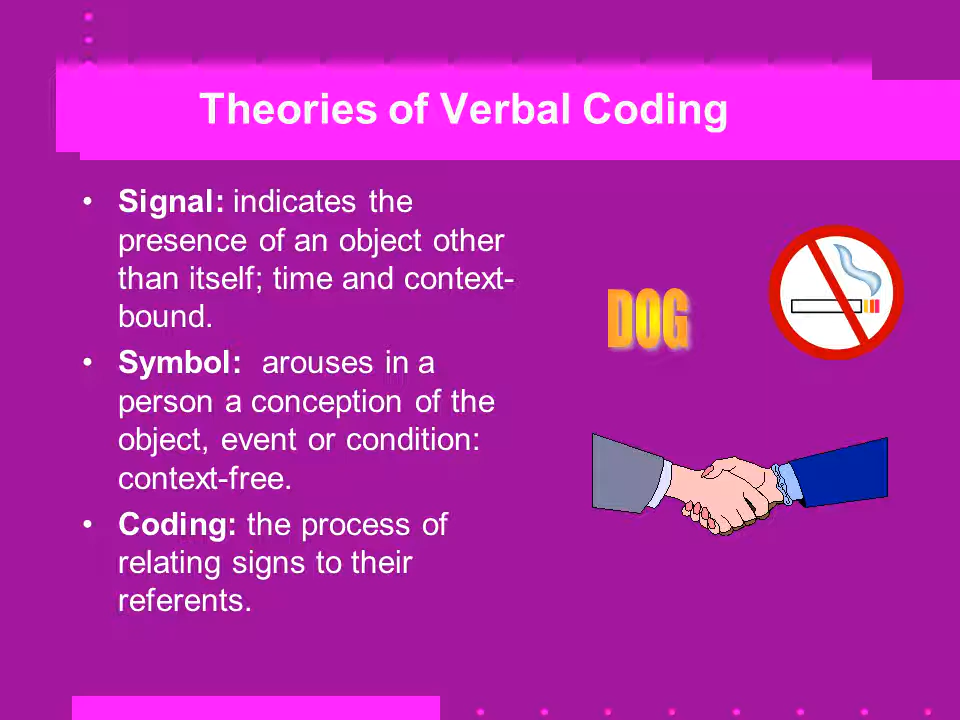 Theories of Verbal Coding
• Signal: indicates the
presence of an object other
than itself; time and context-
bound.
• Symbol:  arouses in a
person a conception of the
object, event or condition:
context-free.
• Coding: the process of
relating signs to their
referents.
DOG